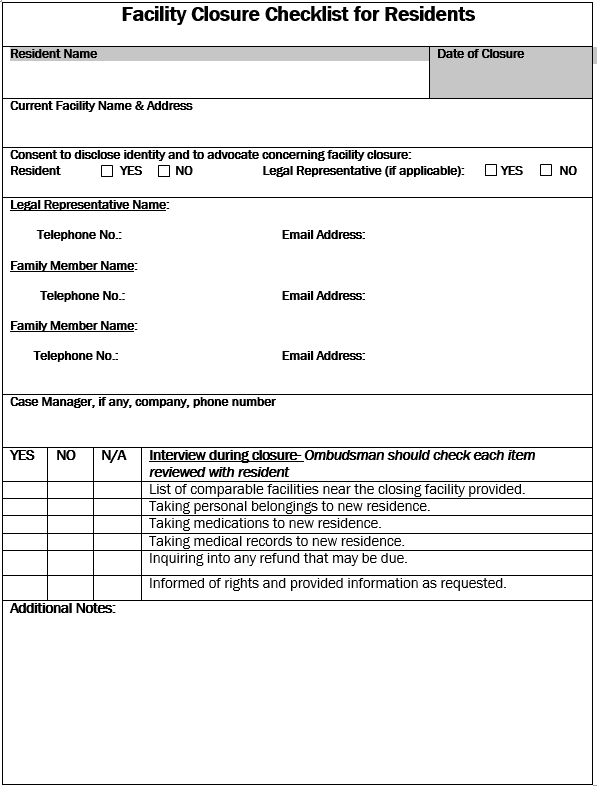 Facility Closure Checklist for Residents
Resident Name Date of Closure
Current Facility Name & Address
Consent to disclose identity and to advocate concerning facility closure:
Resident YES NO Legal Representative (if applicable): YES NO
Legal Representative Name:
Telephone No.: Email Address:
Family Member Name:
Telephone No.: Email Address:
Family Member Name:
Telephone No.: Email Address:
Case Manager, if any, company, phone number
YES NO N/A Interview during closure- Ombudsman should check each item
reviewed with resident
List of comparable facilities near the closing facility provided.
Taking personal belongings to new residence.
Taking medications to new residence.
Taking medical records to new residence.
Inquiring into any refund that may be due.
Informed of rights and provided information as requested.
Additional Notes: